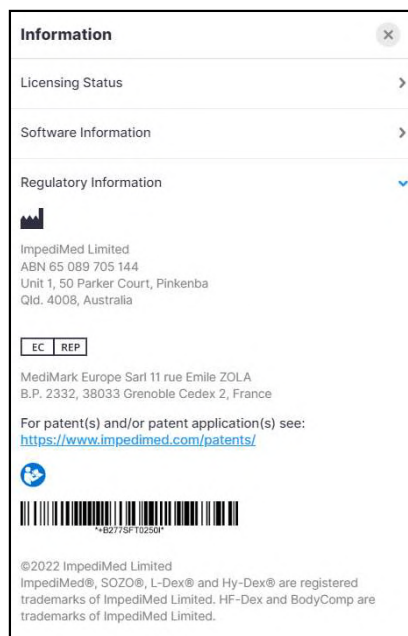 Information
Licensing Status
Software Information
Regulatory Information
ImpediMed Limited
ABN 65 089 705 144
Unit 1, 50 Parker Court, Pinkenba
Qld. 4008, Australia
EC REP
MediMark Europe Sarl 11 rue Emile ZOLA
B.P. 2332, 38033 Grenoble Cedex 2, France
For patent(s) and/or patent application(s) see:
https://www.impedimed.com/patents/
*+B277SFT0250I*
©2022 ImpediMed Limited
ImpediMed®, SOZO®, L-Dex® and Hy-Dex® are registered
trademarks of ImpediMed Limited. HF-Dex and BodyComp are
trademarks of ImpediMed Limited.